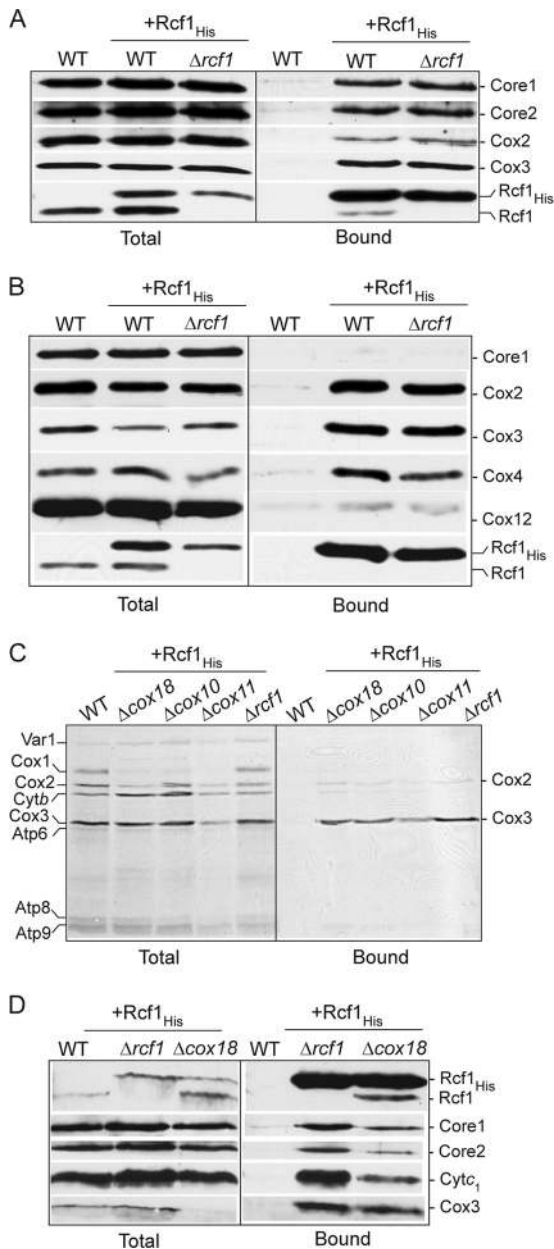 A
+Rcf1His +Rcf1His
WT WT Δrcf1 WT WT Δrcf1
Core1
Core2
Cox2
Cox3
Rcf1His
Rcf1
Total Bound
B
+Rcf1His +Rcf1His
WT WT Δrcf1 WT WT Δrcf1
Core1
Cox2
Cox3
Cox4
Cox12
Rcf1His
Rcf1
Total Bound
C
+Rcf1His +Rcf1His
WT Δcox18 Δcox10 Δcox11 Δrcf1 WT Δcox18 Δcox10 Δcox11 Δrcf1
Var1
Cox1
Cox2 Cox2
Cytb
Cox3 Cox3
Atp6
Atp8
Atp9
Total Bound
D
+Rcf1His +Rcf1His
WT Δrcf1 Δcox18 WT Δrcf1 Δcox18
Rcf1His
Rcf1
Core1
Core2
Cytc1
Cox3
Total Bound